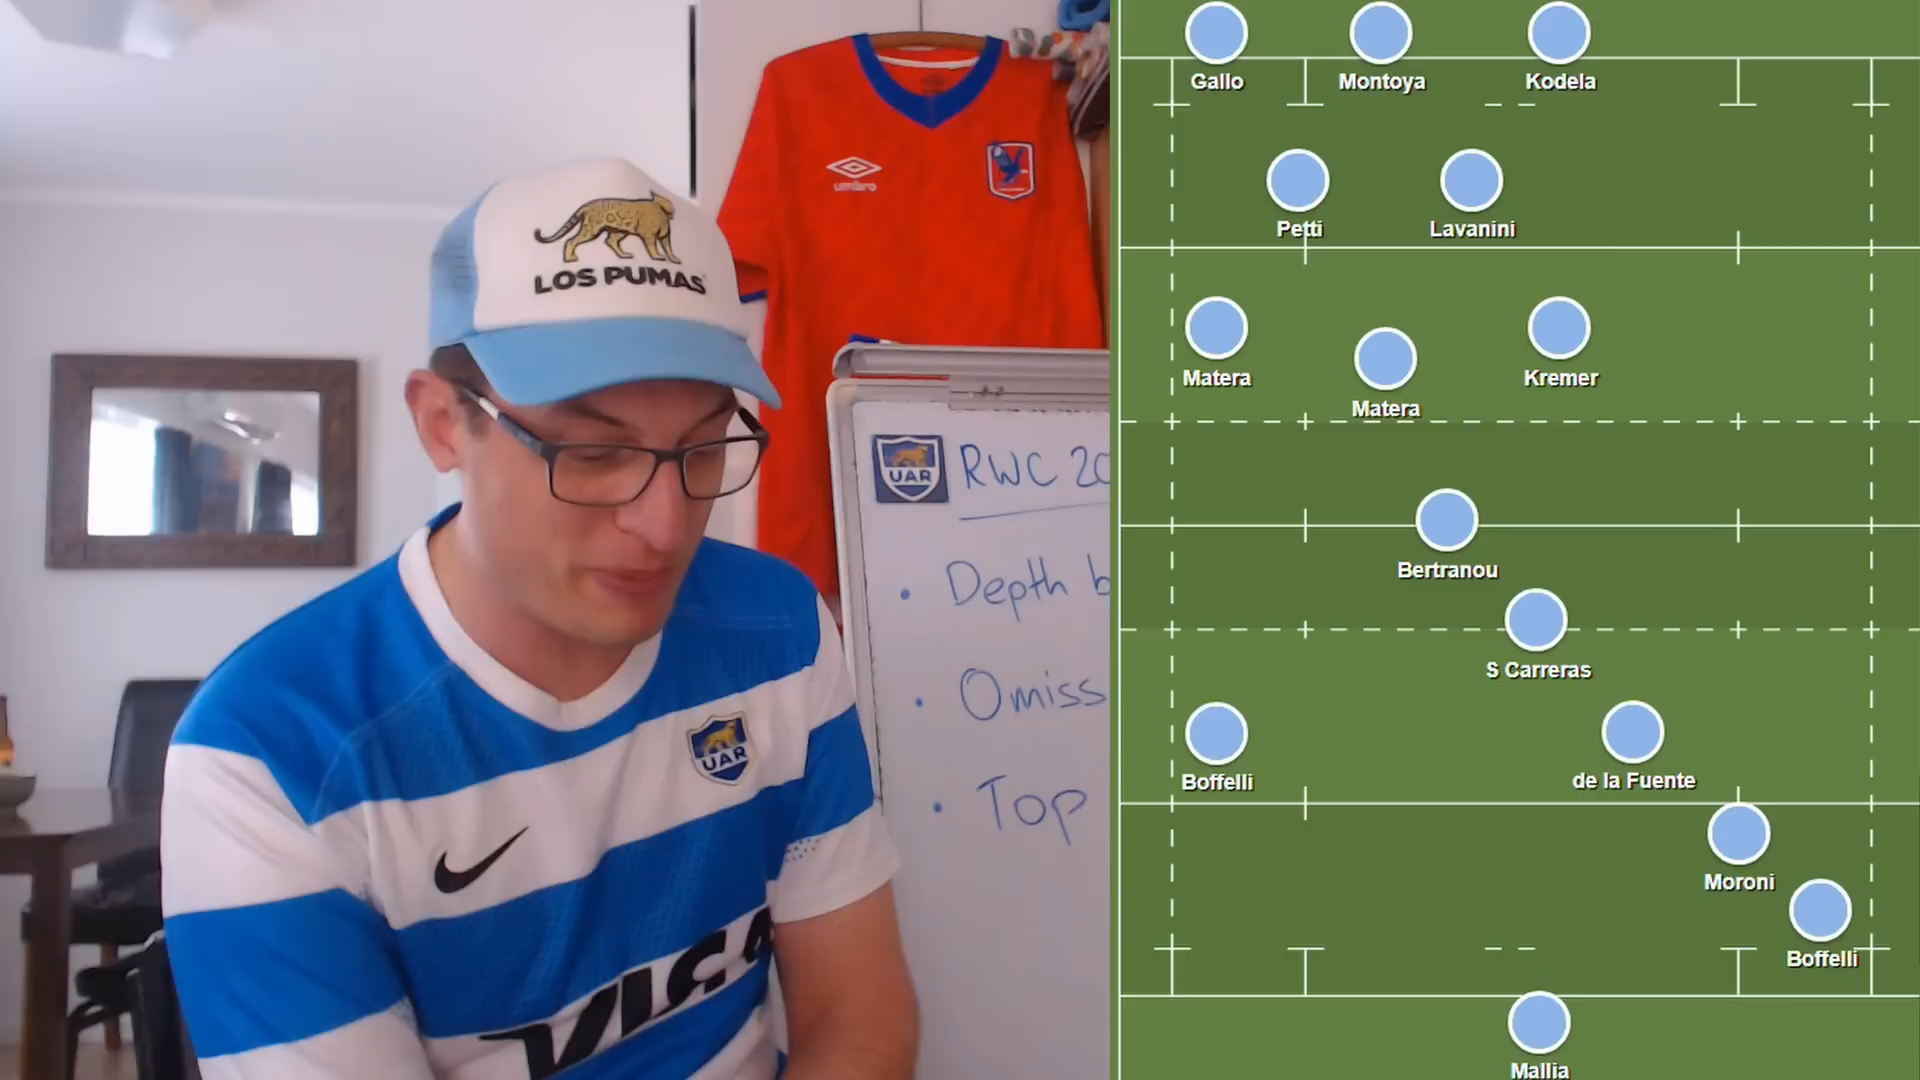 umbro
LOS PUMAS
UAR
RWC 20
Depth b
Omiss
Top
UAR
VISA
Gallo
Montoya
Kodela
Petti
Lavanini
Matera
Matera
Kremer
Bertranou
S Carreras
Boffelli
de la Fuente
Moroni
Boffelli
Mallia